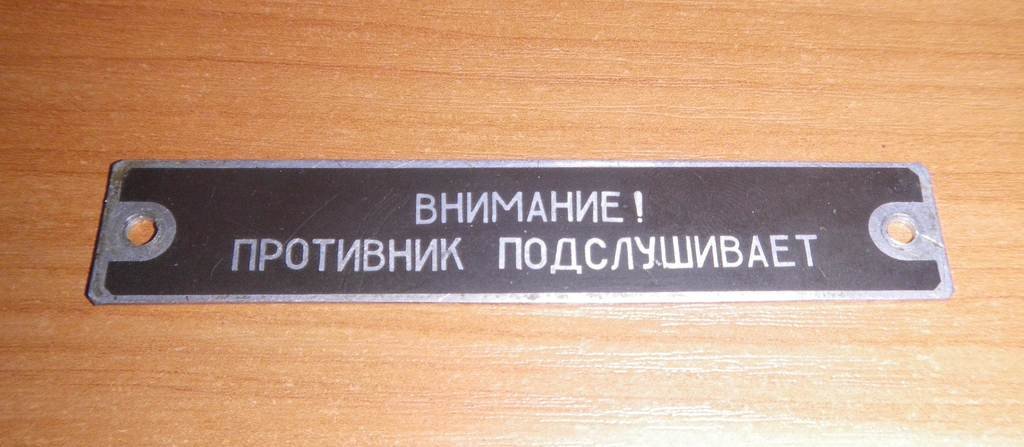 ВНИМАНИЕ!
ПРОТИВНИК ПОДСЛУШИВАЕТ